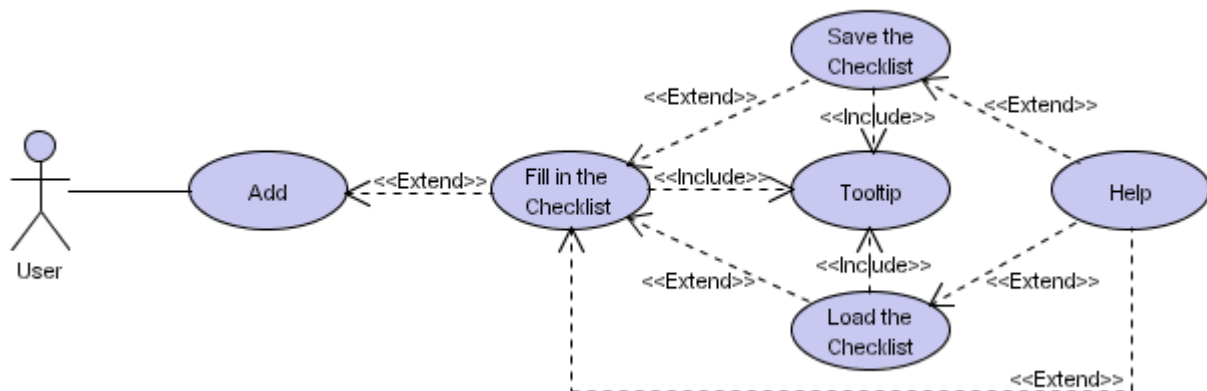 Save the
Checklist
<<Extend>>
<<Include>>
<<Extend>>
User
Add
<<Extend>>
Fill in the
Checklist
<<Include>>
Tooltip
Help
<<Extend>>
<<Include>>
<<Extend>>
Load the
Checklist
<<Extend>>